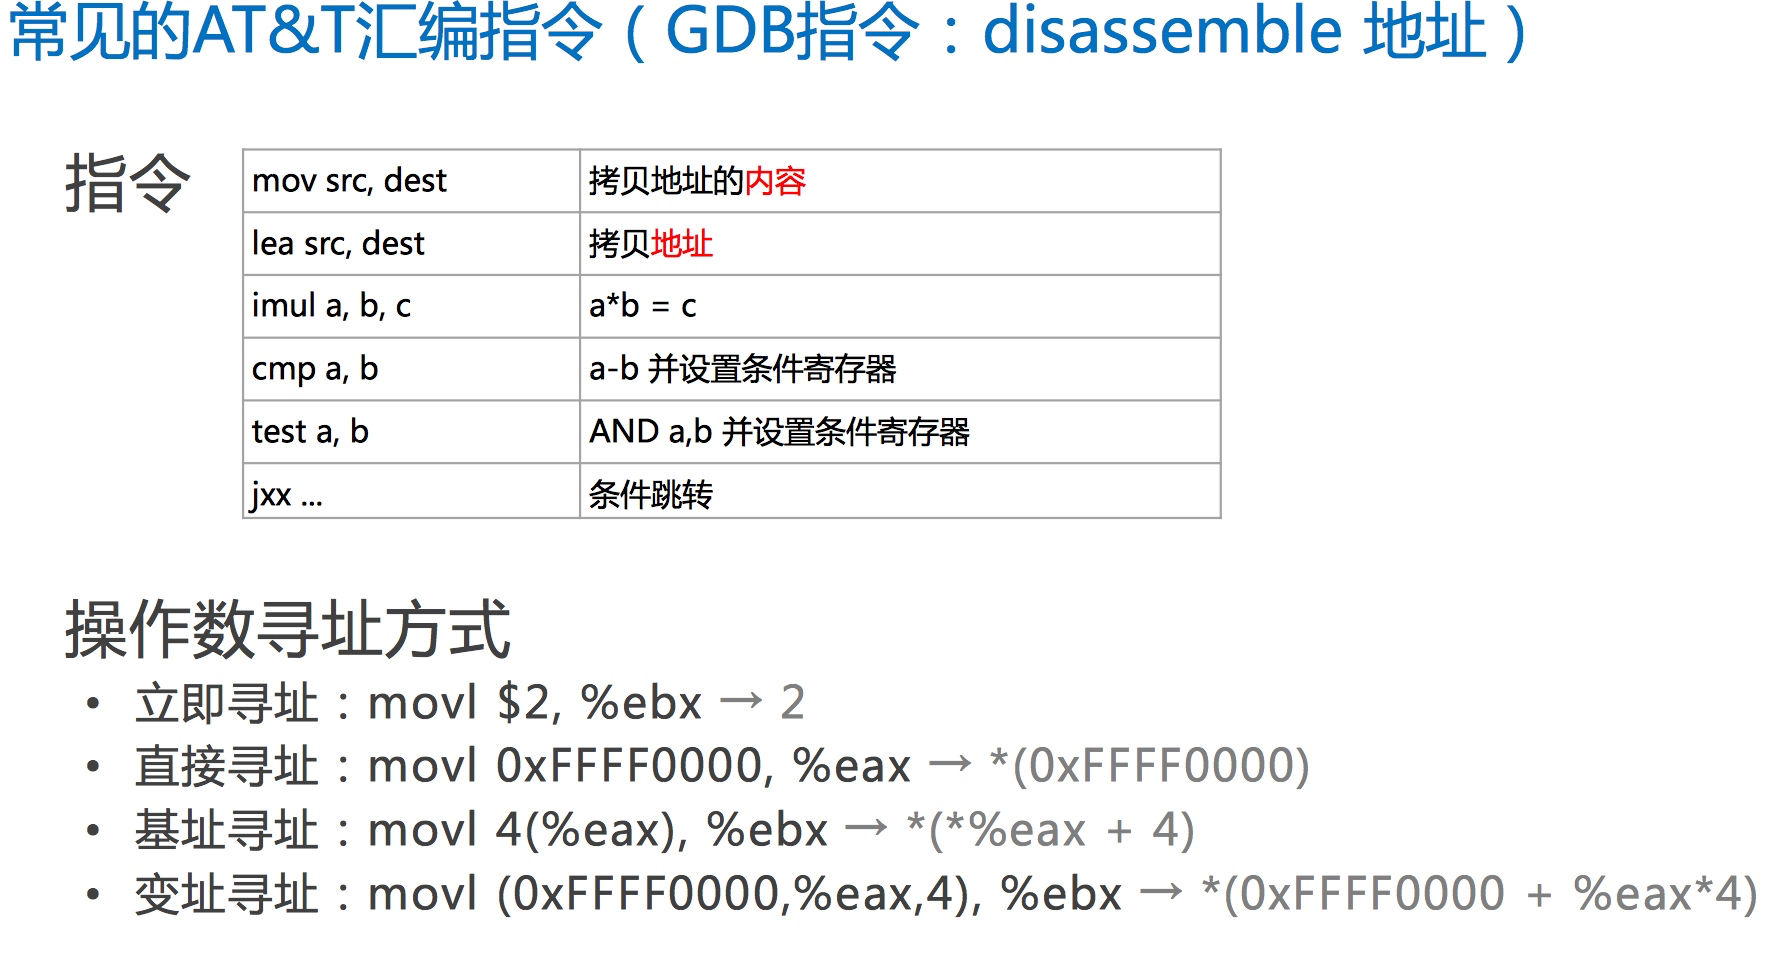 常见的AT&T汇编指令（GDB指令：disassemble 地址）
指令
mov src, dest 拷贝地址的内容
lea src, dest 拷贝地址
imul a, b, c a*b = c
cmp a, b a-b 并设置条件寄存器
test a, b AND a,b 并设置条件寄存器
jxx ... 条件跳转
操作数寻址方式
• 立即寻址：movl $2, %ebx → 2
• 直接寻址：movl 0xFFFF0000, %eax → *(0xFFFF0000)
• 基址寻址：movl 4(%eax), %ebx → *(*%eax + 4)
• 变址寻址：movl (0xFFFF0000,%eax,4), %ebx → *(0xFFFF0000 + %eax*4)